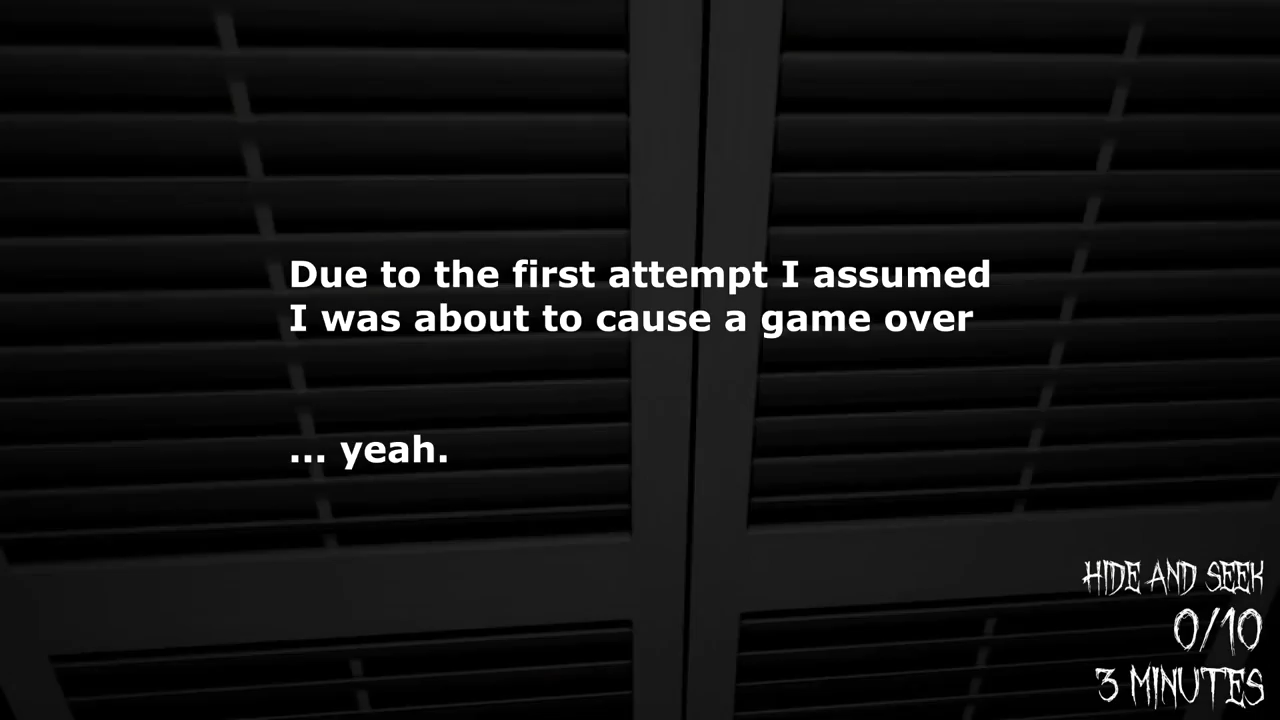 Due to the first attempt I assumed
I was about to cause a game over
... yeah.
HIDE AND SEEK
0/10
3 MINUTES